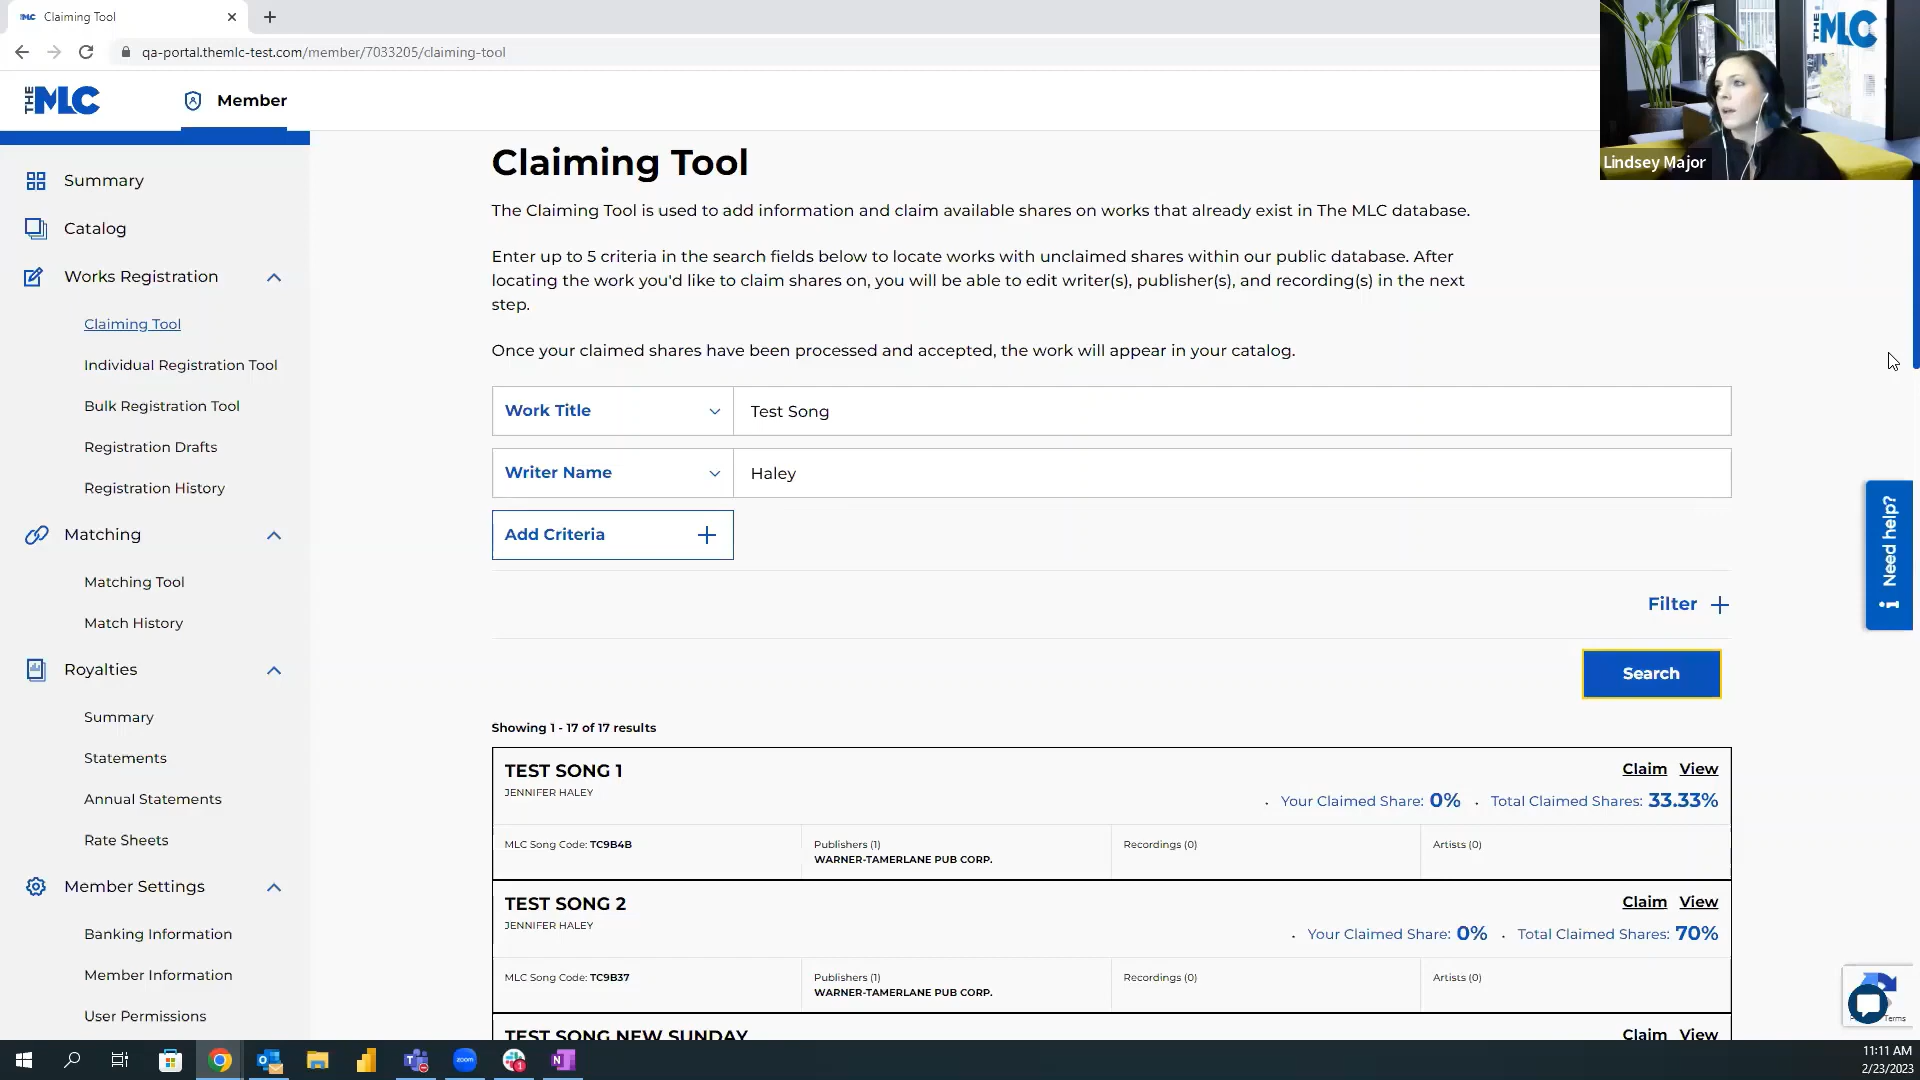 THE MLC
Claiming Tool
qa-portal.themlc-test.com/member/7033205/claiming-tool
THE MLC
Member
THE MLC
Lindsey Major
Summary
Catalog
Works Registration
Claiming Tool
Individual Registration Tool
Bulk Registration Tool
Registration Drafts
Registration History
Matching
Matching Tool
Match History
Royalties
Summary
Statements
Annual Statements
Rate Sheets
Member Settings
Banking Information
Member Information
User Permissions
Claiming Tool
The Claiming Tool is used to add information and claim available shares on works that already exist in The MLC database.
Enter up to 5 criteria in the search fields below to locate works with unclaimed shares within our public database. After
locating the work you'd like to claim shares on, you will be able to edit writer(s), publisher(s), and recording(s) in the next
step.
Once your claimed shares have been processed and accepted, the work will appear in your catalog.
Work Title
Test Song
Writer Name
Haley
Add Criteria
Filter
Search
Need help?
Showing 1 - 17 of 17 results
TEST SONG 1
Claim View
JENNIFER HALEY
• Your Claimed Share: 0% • Total Claimed Shares: 33.33%
MLC Song Code: TC9B4B
Publishers (1)
WARNER-TAMERLANE PUB CORP.
Recordings (0)
Artists (0)
TEST SONG 2
Claim View
JENNIFER HALEY
• Your Claimed Share: 0% • Total Claimed Shares: 70%
MLC Song Code: TC9B37
Publishers (1)
WARNER-TAMERLANE PUB CORP.
Recordings (0)
Artists (0)
TEST SONG NEW SUNDAY
Claim View
Terms
zoom
1
11:11 AM
2/23/2023